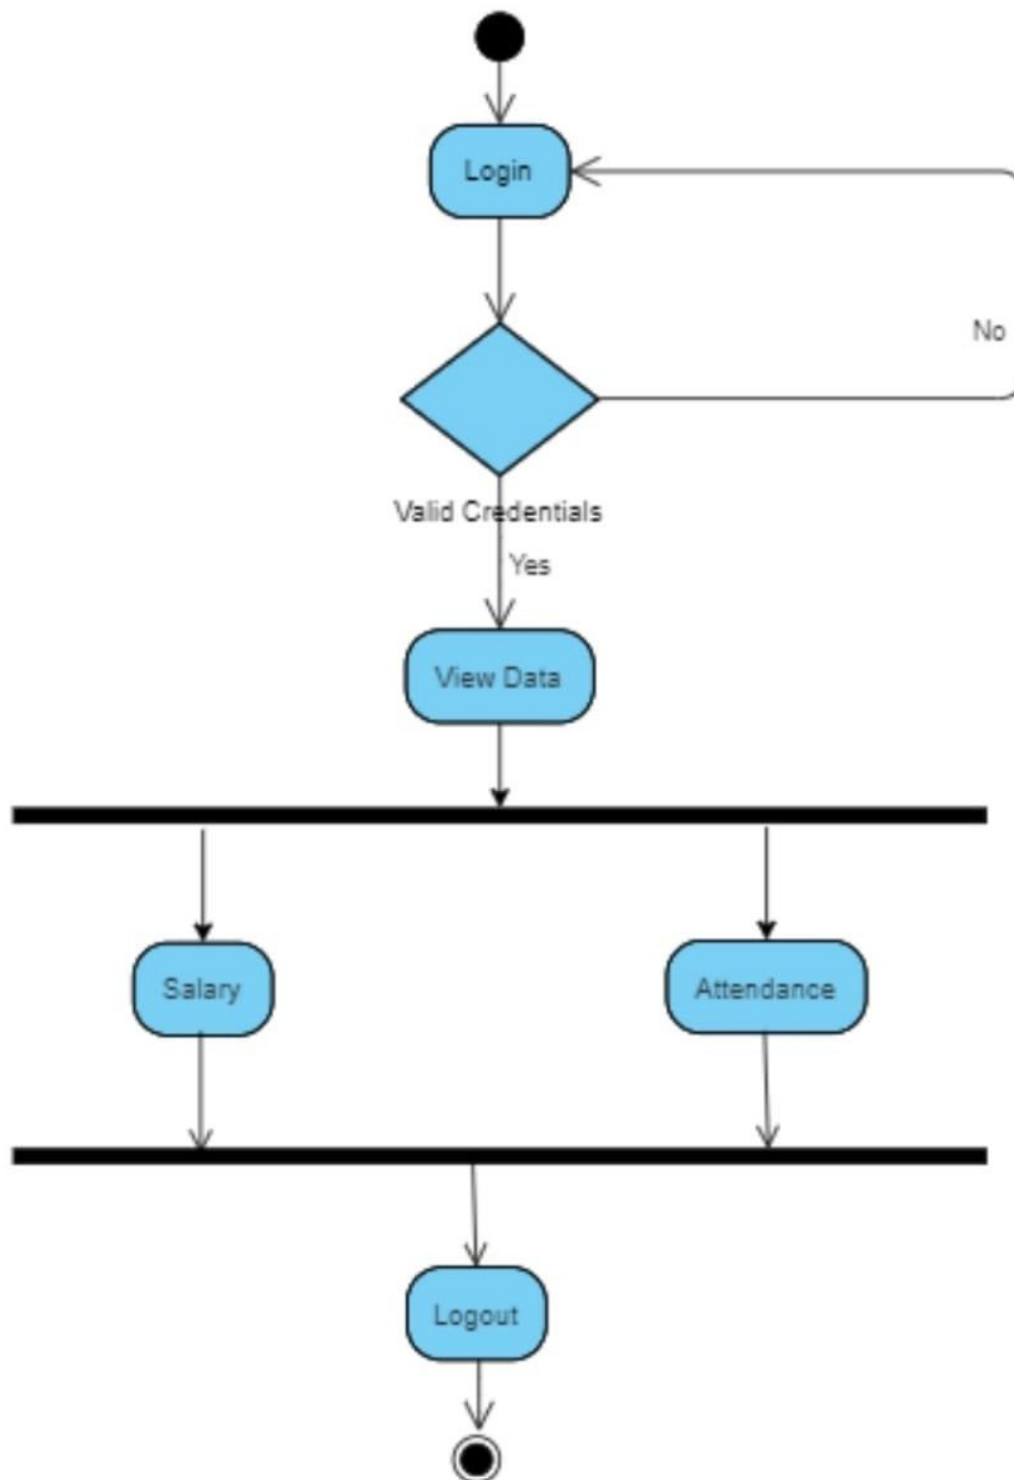 Login
No
Valid Credentials
Yes
View Data
Salary
Attendance
Logout